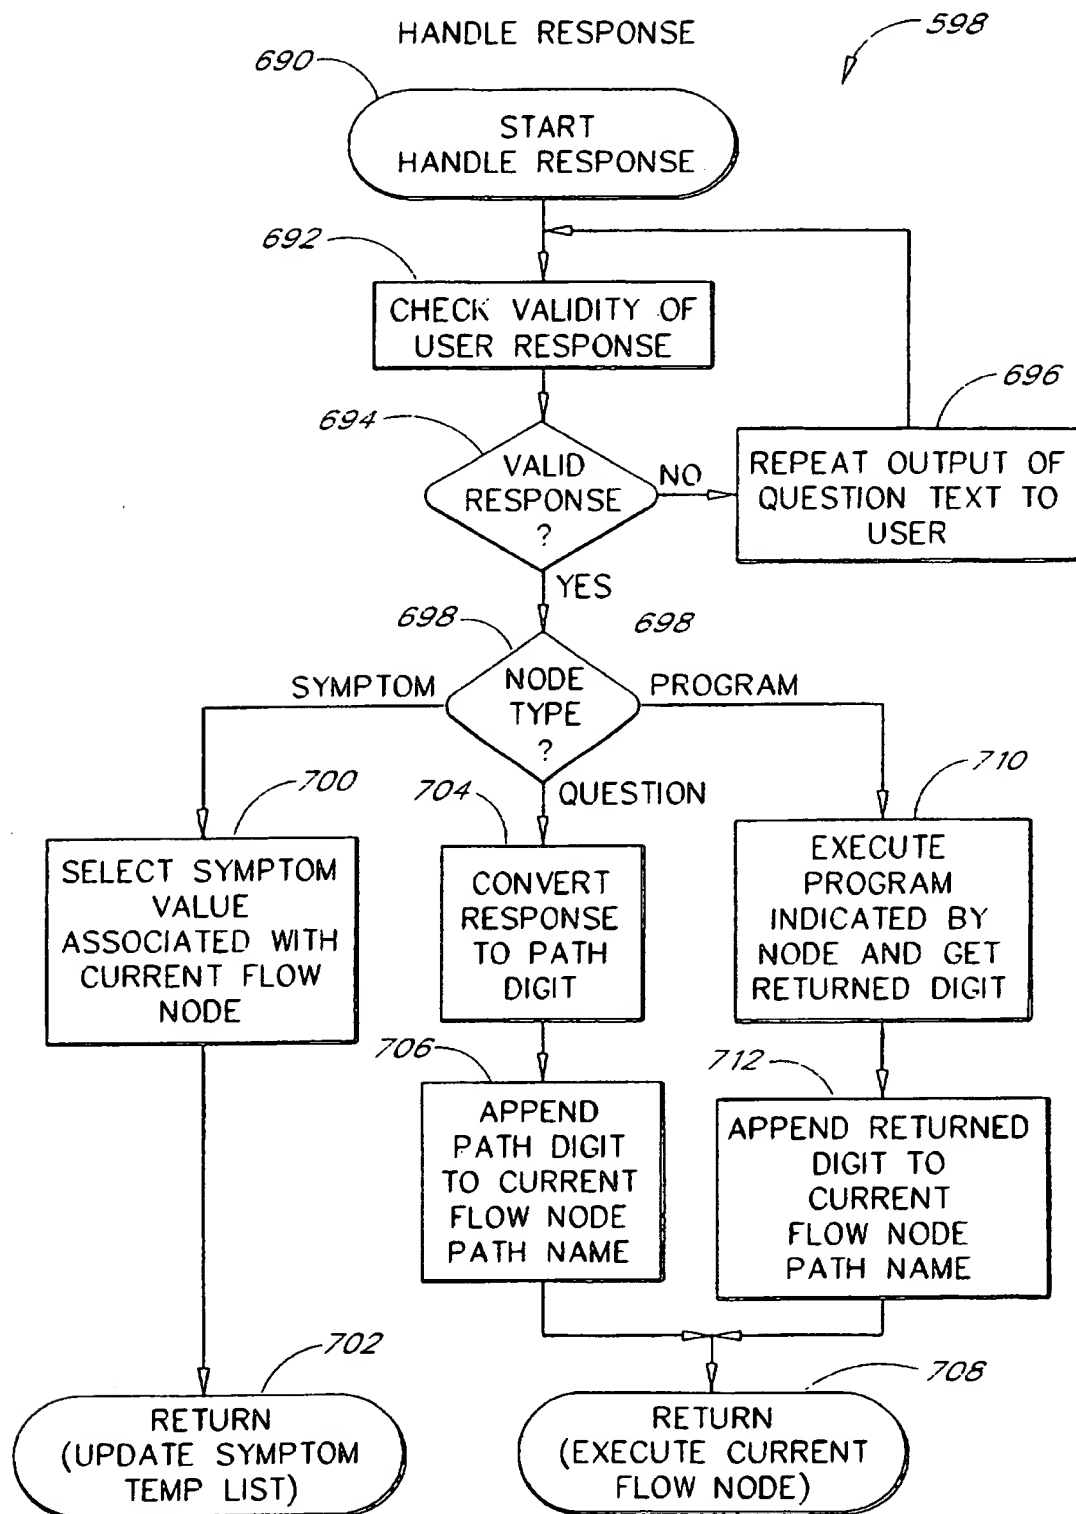 HANDLE RESPONSE
598
690
START
HANDLE RESPONSE
692
CHECK VALIDITY OF
USER RESPONSE
694
VALID
RESPONSE
?
NO
696
REPEAT OUTPUT OF
QUESTION TEXT TO
USER
YES
698
698
SYMPTOM
NODE
TYPE
?
PROGRAM
QUESTION
700
SELECT SYMPTOM
VALUE
ASSOCIATED WITH
CURRENT FLOW
NODE
704
CONVERT
RESPONSE
TO PATH
DIGIT
710
EXECUTE
PROGRAM
INDICATED BY
NODE AND GET
RETURNED DIGIT
706
APPEND
PATH DIGIT
TO CURRENT
FLOW NODE
PATH NAME
712
APPEND RETURNED
DIGIT TO
CURRENT
FLOW NODE
PATH NAME
702
RETURN
(UPDATE SYMPTOM
TEMP LIST)
708
RETURN
(EXECUTE CURRENT
FLOW NODE)